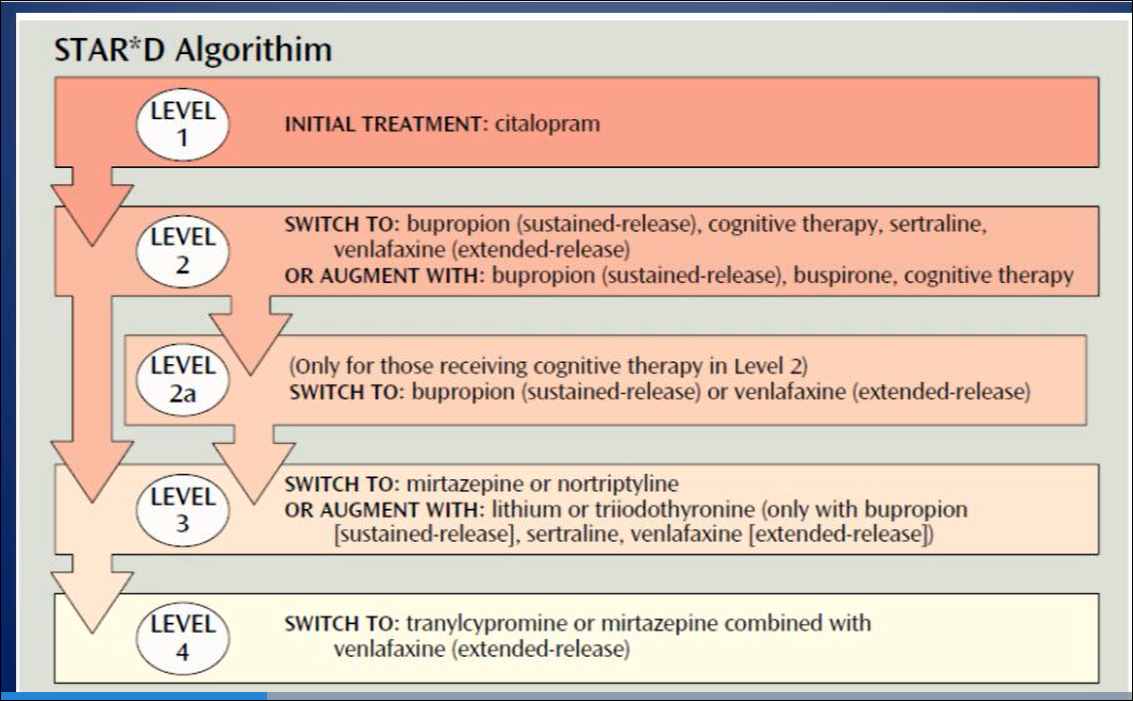 STAR*D Algorithim
LEVEL
1
INITIAL TREATMENT: citalopram
LEVEL
2
SWITCH TO: bupropion (sustained-release), cognitive therapy, sertraline,
venlafaxine (extended-release)
OR AUGMENT WITH: bupropion (sustained-release), buspirone, cognitive therapy
LEVEL
2a
(Only for those receiving cognitive therapy in Level 2)
SWITCH TO: bupropion (sustained-release) or venlafaxine (extended-release)
LEVEL
3
SWITCH TO: mirtazepine or nortriptyline
OR AUGMENT WITH: lithium or triiodothyronine (only with bupropion
[sustained-release], sertraline, venlafaxine [extended-release])
LEVEL
4
SWITCH TO: tranylcypromine or mirtazepine combined with
venlafaxine (extended-release)